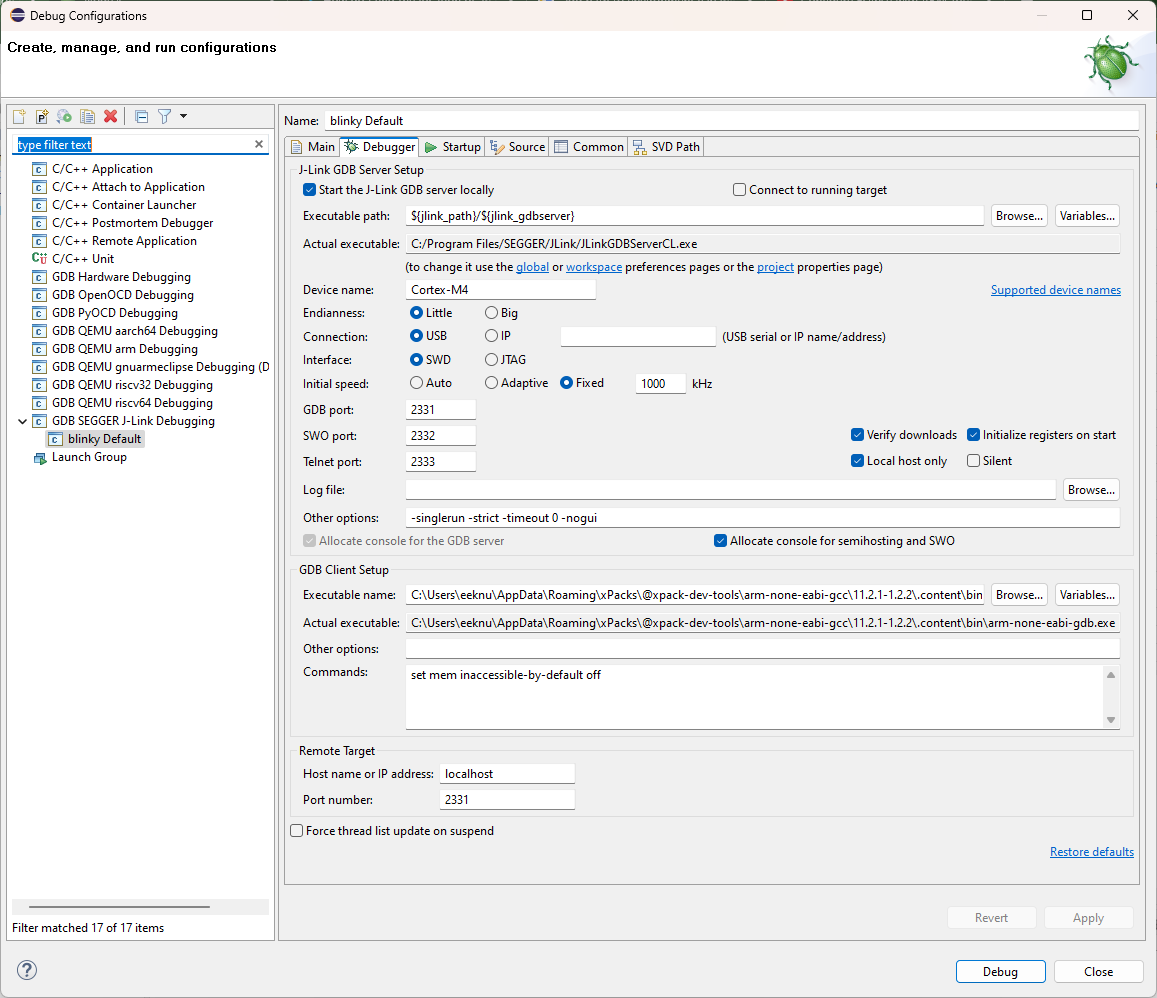 Debug Configurations
Create, manage, and run configurations
type filter text
C/C++ Application
C/C++ Attach to Application
C/C++ Container Launcher
C/C++ Postmortem Debugger
C/C++ Remote Application
C/C++ Unit
GDB Hardware Debugging
GDB OpenOCD Debugging
GDB PyOCD Debugging
GDB QEMU aarch64 Debugging
GDB QEMU arm Debugging
GDB QEMU gnuarmeclipse Debugging (D
GDB QEMU riscv32 Debugging
GDB QEMU riscv64 Debugging
GDB SEGGER J-Link Debugging
blinky Default
Launch Group
Filter matched 17 of 17 items
Name: blinky Default
Main Debugger Startup Source Common SVD Path
J-Link GDB Server Setup
Start the J-Link GDB server locally Connect to running target
Executable path: ${jlink_path}/${jlink_gdbserver} Browse... Variables...
Actual executable: C:/Program Files/SEGGER/JLink/JLinkGDBServerCL.exe
(to change it use the global or workspace preferences pages or the project properties page)
Device name: Cortex-M4 Supported device names
Endianness: Little Big
Connection: USB IP (USB serial or IP name/address)
Interface: SWD JTAG
Initial speed: Auto Adaptive Fixed 1000 kHz
GDB port: 2331
SWO port: 2332 Verify downloads Initialize registers on start
Telnet port: 2333 Local host only Silent
Log file: Browse...
Other options: -singlerun -strict -timeout 0 -nogui
Allocate console for the GDB server Allocate console for semihosting and SWO
GDB Client Setup
Executable name: C:\Users\eeknu\AppData\Roaming\xPacks\@xpack-dev-tools\arm-none-eabi-gcc\11.2.1-1.2.2\.content\bin Browse... Variables...
Actual executable: C:\Users\eeknu\AppData\Roaming\xPacks\@xpack-dev-tools\arm-none-eabi-gcc\11.2.1-1.2.2\.content\bin\arm-none-eabi-gdb.exe
Other options:
Commands: set mem inaccessible-by-default off
Remote Target
Host name or IP address: localhost
Port number: 2331
Force thread list update on suspend
Restore defaults
Revert Apply
Debug Close